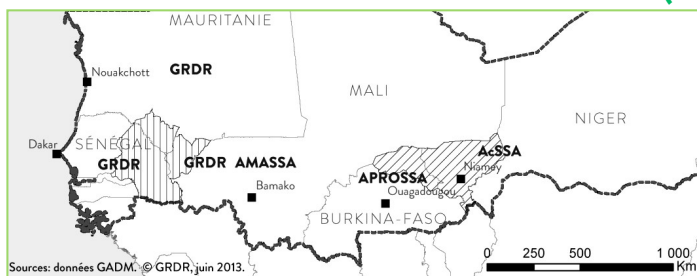 MAURITANIE
Nouakchott
GRDR
MALI
NIGER
Dakar
SÉNÉGAL
GRDR
GRDR AMASSA
AcSSA
Niamey
APROSSA
Bamako
Ouagadougou
BURKINA-FASO
0 250 500 1 000
Km
Sources: données GADM. © GRDR, juin 2013.